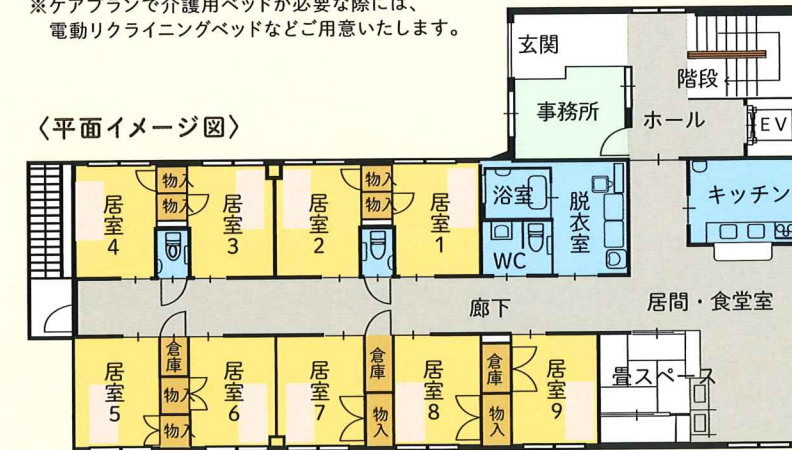 ※ケアプランで介護用ベッドが必要な際には、
電動リクライニングベッドなどご用意いたします。
〈平面イメージ図〉
玄関
階段
事務所
ホール
EV
居室4
物入
物入
居室3
居室2
物入
物入
居室1
浴室
脱衣室
WC
キッチン
廊下
居間・食堂室
居室5
倉庫
物入
物入
居室6
居室7
倉庫
物入
居室8
倉庫
物入
居室9
畳スペース